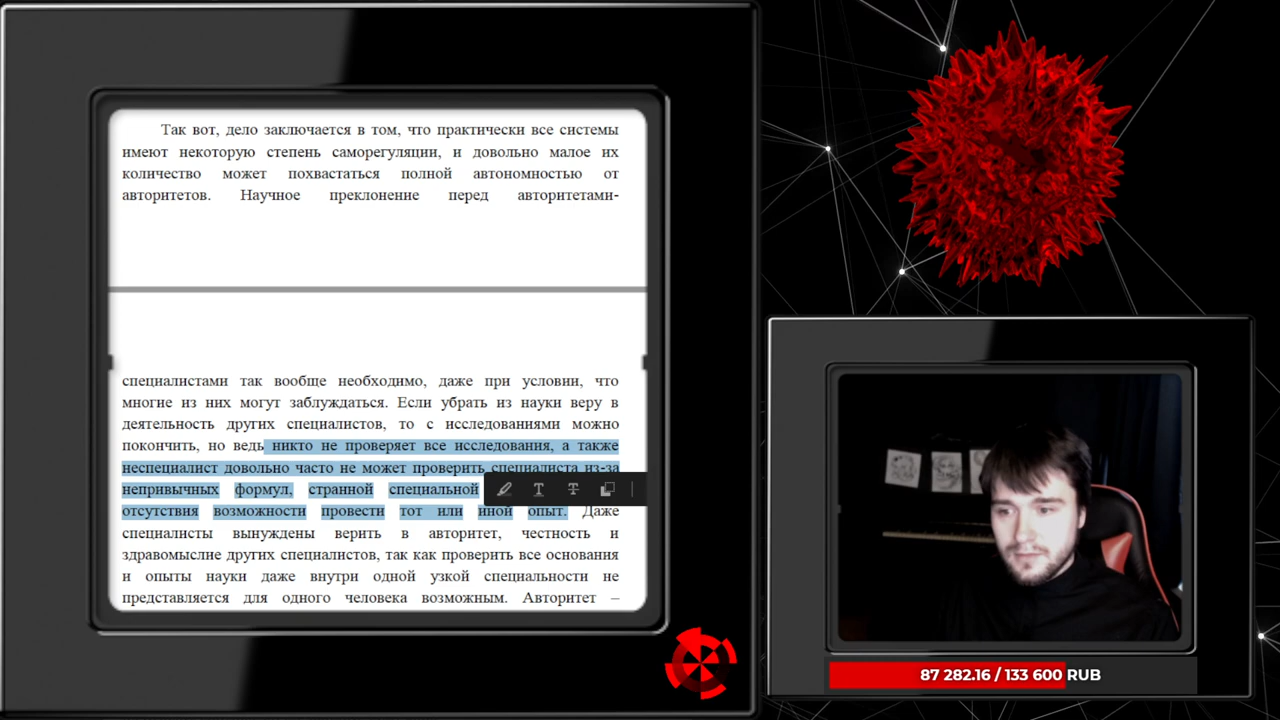 Так вот, дело заключается в том, что практически все системы
имеют некоторую степень саморегуляции, и довольно малое их
количество может похвастаться полной автономностью от
авторитетов. Научное преклонение перед авторитетами-
специалистами так вообще необходимо, даже при условии, что
многие из них могут заблуждаться. Если убрать из науки веру в
деятельность других специалистов, то с исследованиями можно
покончить, но ведь никто не проверяет все исследования, а также
неспециалист довольно часто не может проверить специалиста из-за
непривычных формул, странной специальной
отсутствия возможности провести тот или иной опыт. Даже
специалисты вынуждены верить в авторитет, честность и
здравомыслие других специалистов, так как проверить все основания
и опыты науки даже внутри одной узкой специальности не
представляется для одного человека возможным. Авторитет –
87 282.16 / 133 600 RUB